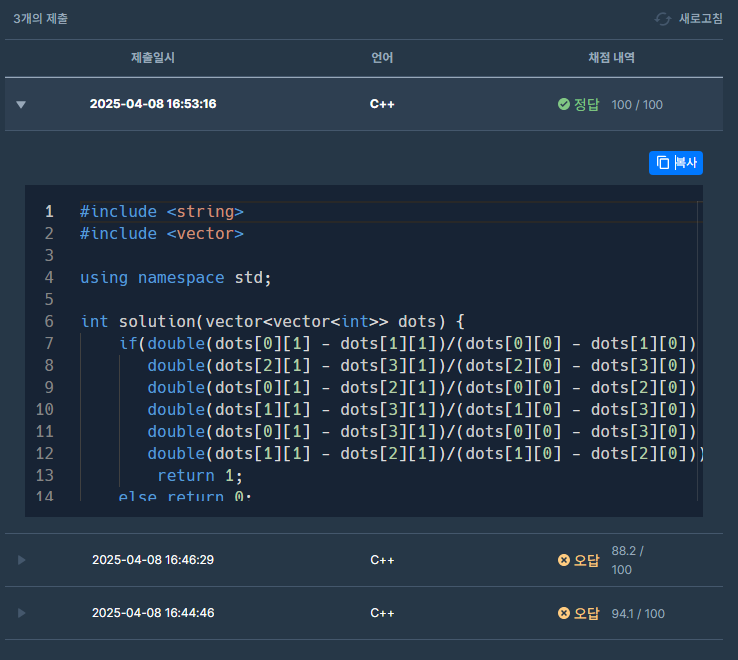 3개의 제출
새로고침
제출일시 언어 채점 내역
2025-04-08 16:53:16 C++ 정답 100 / 100
복사
1 #include <string>
2 #include <vector>
3
4 using namespace std;
5
6 int solution(vector<vector<int>> dots) {
7 if(double(dots[0][1] - dots[1][1])/(dots[0][0] - dots[1][0])
8 double(dots[2][1] - dots[3][1])/(dots[2][0] - dots[3][0])
9 double(dots[0][1] - dots[2][1])/(dots[0][0] - dots[2][0])
10 double(dots[1][1] - dots[3][1])/(dots[1][0] - dots[3][0])
11 double(dots[0][1] - dots[3][1])/(dots[0][0] - dots[3][0])
12 double(dots[1][1] - dots[2][1])/(dots[1][0] - dots[2][0]))
13 return 1;
14 else return 0;
2025-04-08 16:46:29 C++ 오답 88.2 /
100
2025-04-08 16:44:46 C++ 오답 94.1 / 100